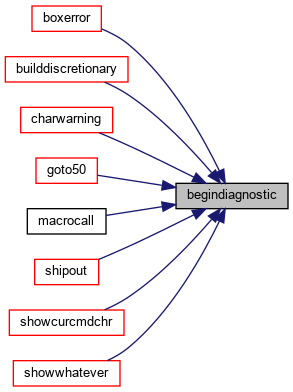 boxerror
builddiscretionary
charwarning
goto50
begindiagnostic
macrocall
shipout
showcurcmdchr
showwhatever